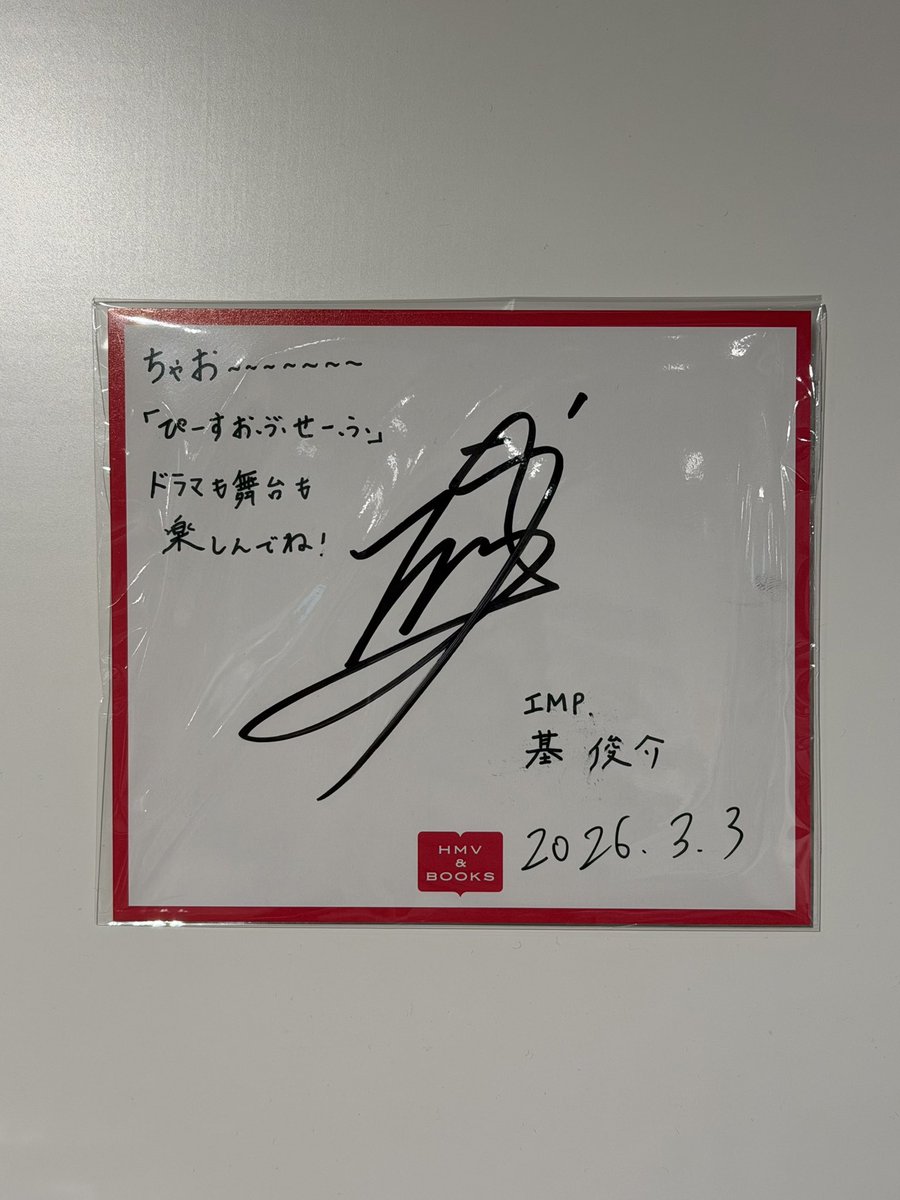 ちゃお~~~~~~~
「ぴーすおぶせーふ」
ドラマも舞台も
楽しんでね!
IMP.
基 俊介
2026.3.3
HMV
&
BOOKS